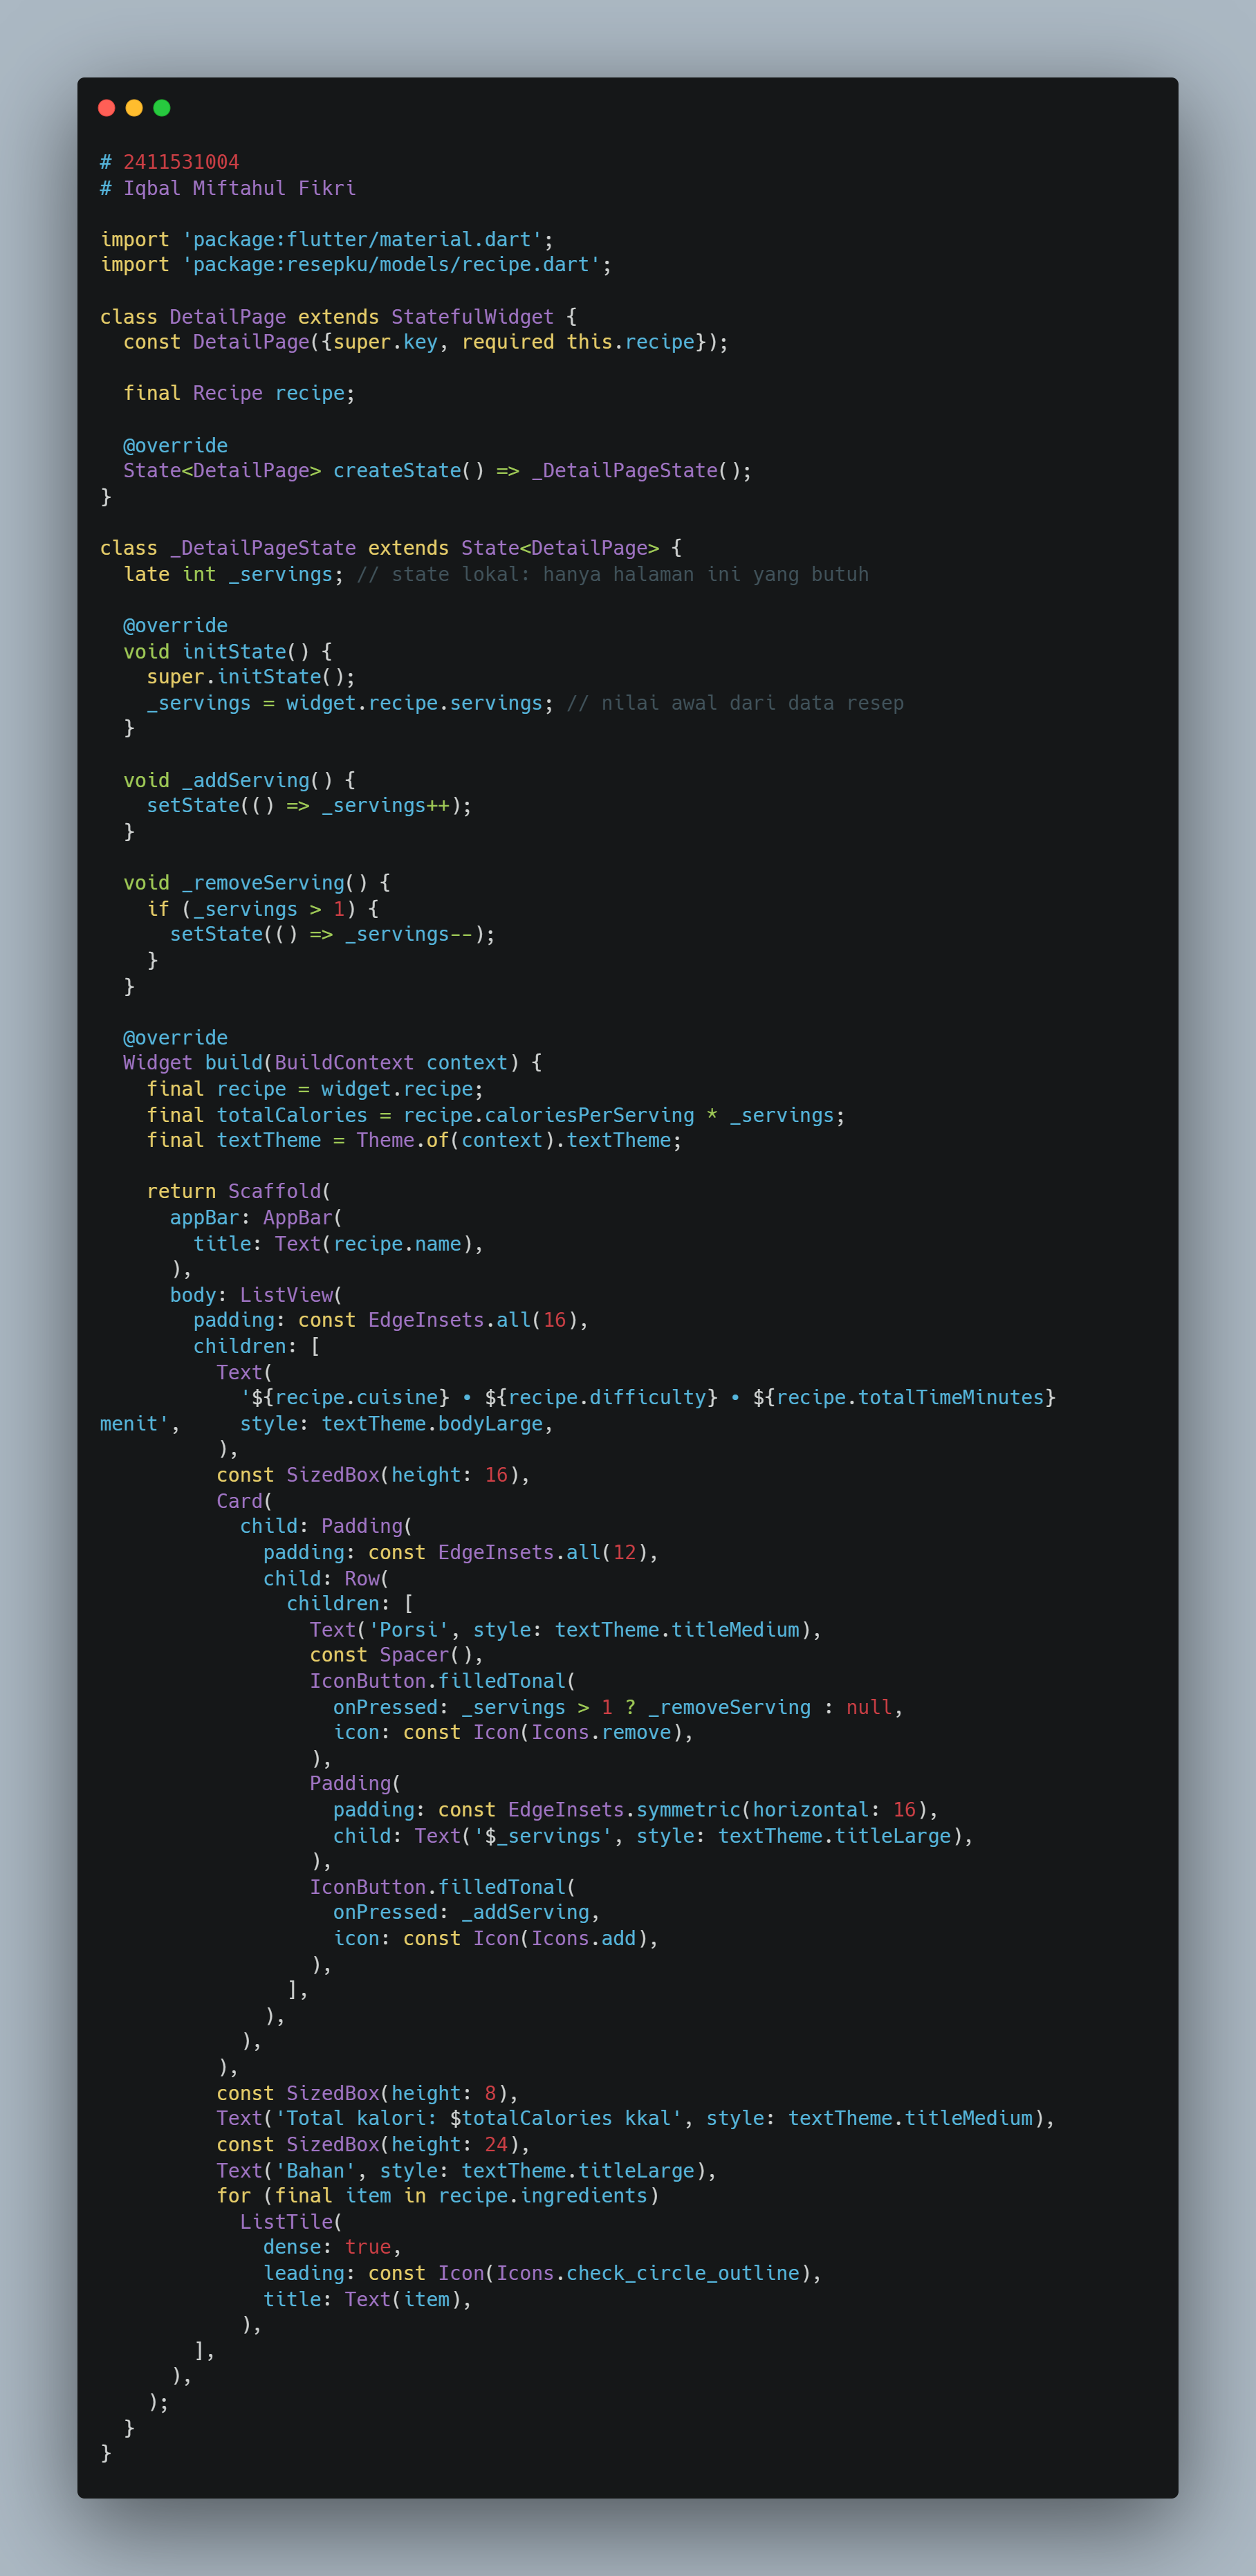 # 2411531004
# Iqbal Miftahul Fikri

import 'package:flutter/material.dart';
import 'package:resepku/models/recipe.dart';

class DetailPage extends StatefulWidget {
  const DetailPage({super.key, required this.recipe});

  final Recipe recipe;

  @override
  State<DetailPage> createState() => _DetailPageState();
}

class _DetailPageState extends State<DetailPage> {
  late int _servings; // state lokal: hanya halaman ini yang butuh

  @override
  void initState() {
    super.initState();
    _servings = widget.recipe.servings; // nilai awal dari data resep
  }

  void _addServing() {
    setState(() => _servings++);
  }

  void _removeServing() {
    if (_servings > 1) {
      setState(() => _servings--);
    }
  }

  @override
  Widget build(BuildContext context) {
    final recipe = widget.recipe;
    final totalCalories = recipe.caloriesPerServing * _servings;
    final textTheme = Theme.of(context).textTheme;

    return Scaffold(
      appBar: AppBar(
        title: Text(recipe.name),
      ),
      body: ListView(
        padding: const EdgeInsets.all(16),
        children: [
          Text(
            '${recipe.cuisine} • ${recipe.difficulty} • ${recipe.totalTimeMinutes}
menit',     style: textTheme.bodyLarge,
          ),
          const SizedBox(height: 16),
          Card(
            child: Padding(
              padding: const EdgeInsets.all(12),
              child: Row(
                children: [
                  Text('Porsi', style: textTheme.titleMedium),
                  const Spacer(),
                  IconButton.filledTonal(
                    onPressed: _servings > 1 ? _removeServing : null,
                    icon: const Icon(Icons.remove),
                  ),
                  Padding(
                    padding: const EdgeInsets.symmetric(horizontal: 16),
                    child: Text('$_servings', style: textTheme.titleLarge),
                  ),
                  IconButton.filledTonal(
                    onPressed: _addServing,
                    icon: const Icon(Icons.add),
                  ),
                ],
              ),
            ),
          ),
          const SizedBox(height: 8),
          Text('Total kalori: $totalCalories kkal', style: textTheme.titleMedium),
          const SizedBox(height: 24),
          Text('Bahan', style: textTheme.titleLarge),
          for (final item in recipe.ingredients)
            ListTile(
              dense: true,
              leading: const Icon(Icons.check_circle_outline),
              title: Text(item),
            ),
        ],
      ),
    );
  }
}